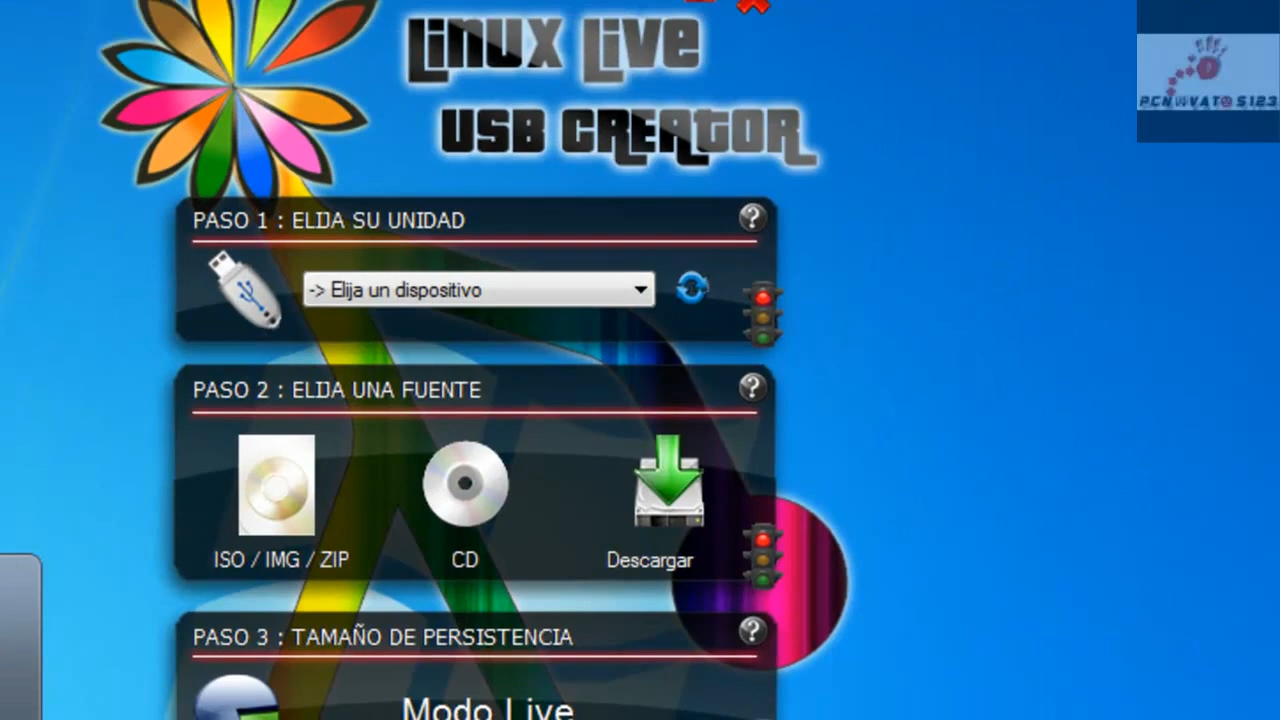 Linux Live
USB Creator
PCNOVATOS123
PASO 1 : ELIJA SU UNIDAD
?
-> Elija un dispositivo
PASO 2 : ELIJA UNA FUENTE
?
ISO / IMG / ZIP
CD
Descargar
PASO 3 : TAMAÑO DE PERSISTENCIA
?
Modo Live